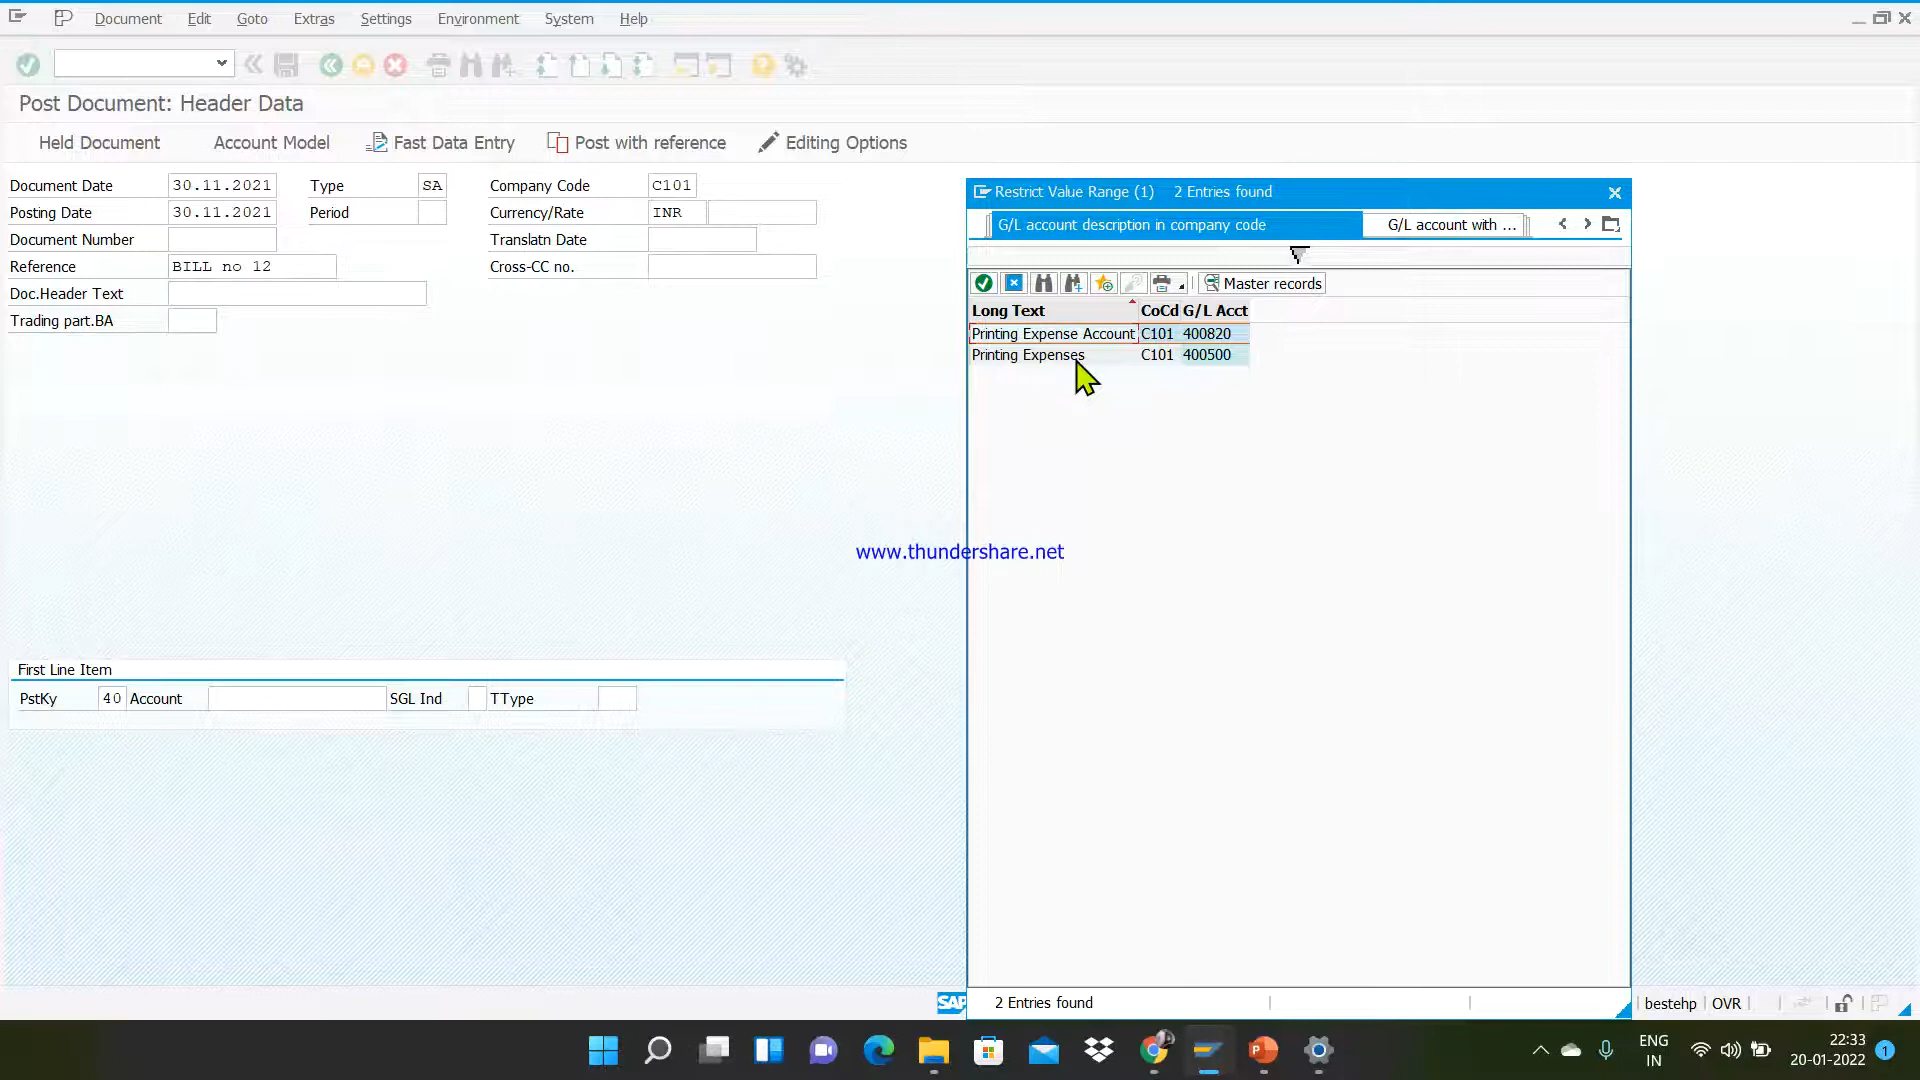 Document Edit Goto Extras Settings Environment System Help
Post Document: Header Data
Held Document Account Model Fast Data Entry Post with reference Editing Options
Document Date 30.11.2021 Type SA Company Code C101
Posting Date 30.11.2021 Period Currency/Rate INR
Document Number Translatn Date
Reference BILL no 12 Cross-CC no.
Doc.Header Text
Trading part.BA
Restrict Value Range (1) 2 Entries found
G/L account description in company code G/L account with ...
Master records
Long Text CoCd G/L Acct
Printing Expense Account C101 400820
Printing Expenses C101 400500
www.thundershare.net
First Line Item
PstKy 40 Account SGL Ind TType
SAP 2 Entries found bestehp OVR
ENG 22:33
IN 20-01-2022 1